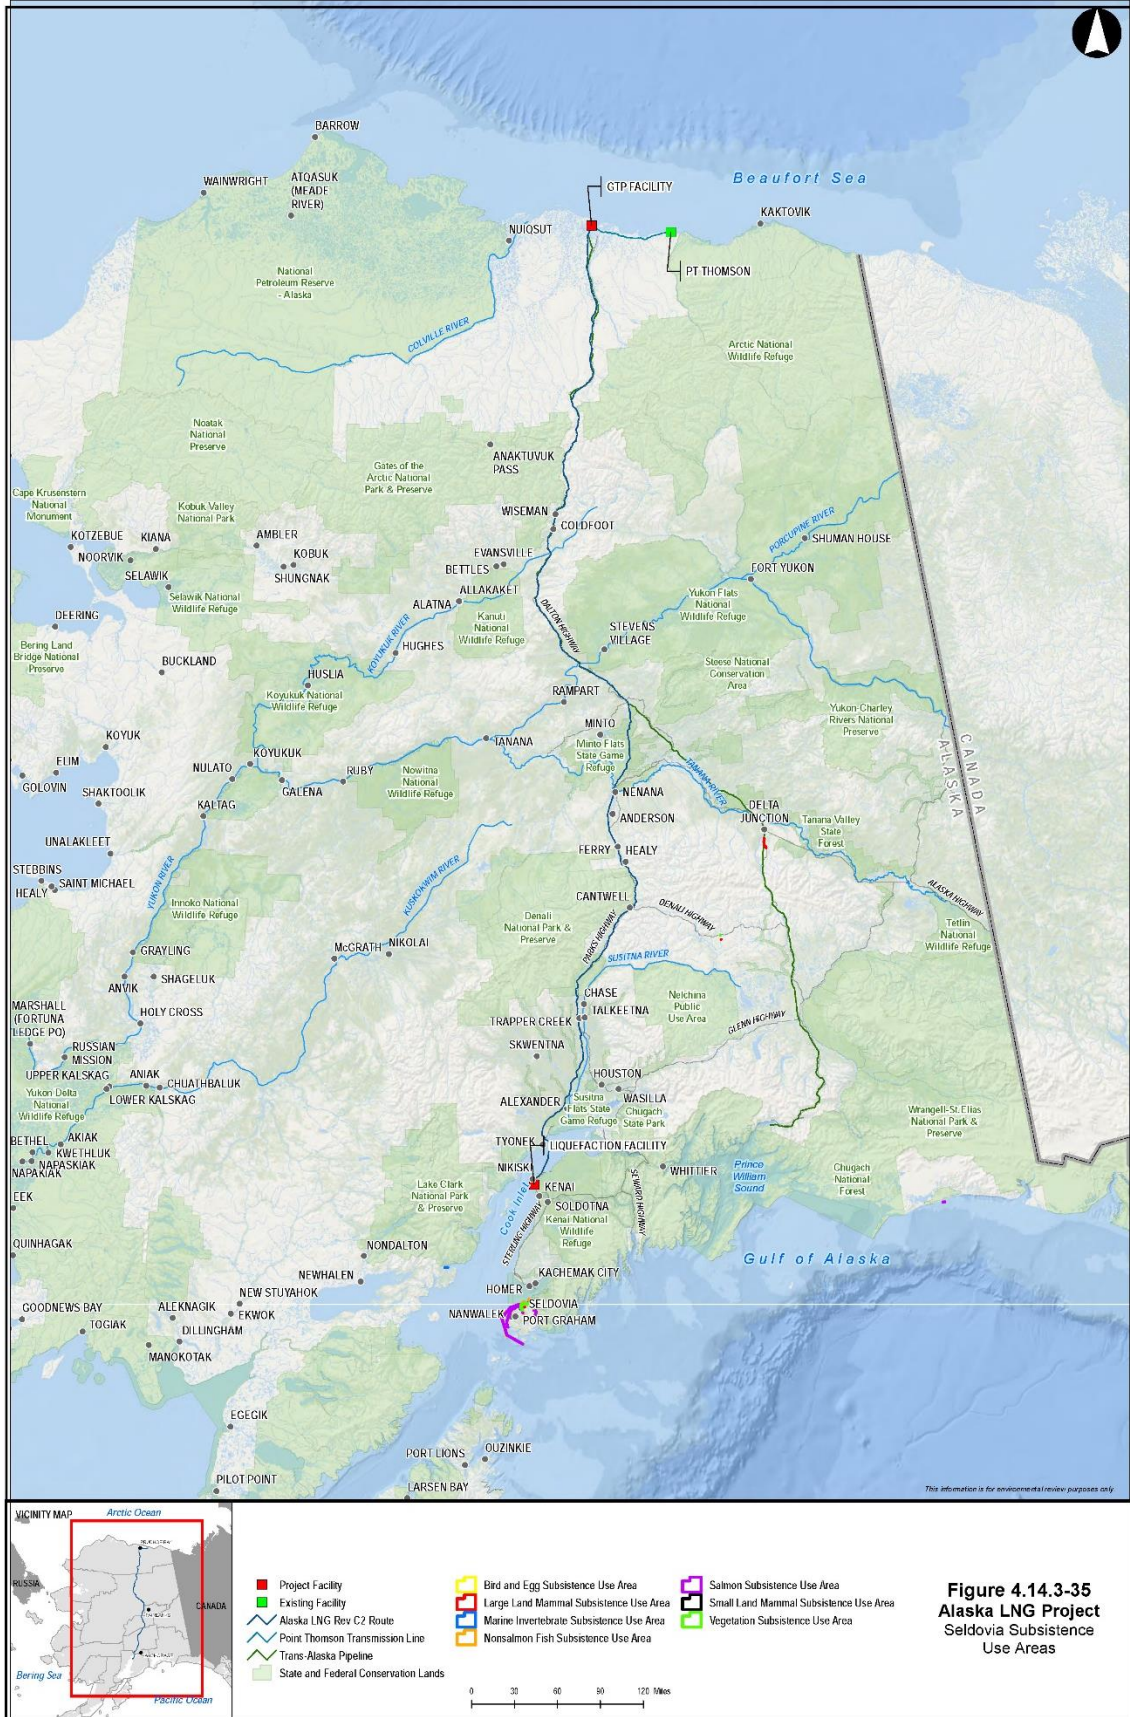 BARROW
WAINWRIGHT
ATQASUK
(MEADE
RIVER)
GTP FACILITY
Beaufort Sea
KAKTOVIK
NUIQSUT
PT THOMSON
National
Petroleum Reserve
- Alaska
COLVILLE RIVER
Arctic National
Wildlife Refuge
Noatak
National
Preserve
ANAKTUVUK
PASS
Gates of the
Arctic National
Park & Preserve
Cape Krusenstern
National
Monument
Kobuk Valley
National Park
WISEMAN
COLDFOOT
PORCUPINE RIVER
SHUMAN HOUSE
KOTZEBUE
KIANA
AMBLER
NOORVIK
KOBUK
EVANSVILLE
BETTLES
SHUNGNAK
SELAWIK
Selawik National
Wildlife Refuge
FORT YUKON
ALLAKAKET
ALATNA
Yukon Flats
National
Wildlife Refuge
DEERING
Kanuti
National
Wildlife Refuge
DALTON HIGHWAY
STEVENS
VILLAGE
KOYUKUK RIVER
HUGHES
Bering Land
Bridge National
Preserve
BUCKLAND
Steese National
Conservation
Area
HUSLIA
Koyukuk National
Wildlife Refuge
RAMPART
Yukon-Charley
Rivers National
Preserve
MINTO
KOYUK
TANANA
Minto Flats
State Game
Refuge
CANADA
ALASKA
KOYUKUK
ELIM
NULATO
RUBY
Nowitna
National
Wildlife Refuge
GOLOVIN
GALENA
NENANA
TANANA RIVER
SHAKTOOLIK
KALTAG
ANDERSON
DELTA
JUNCTION
Tanana Valley
State
Forest
UNALAKLEET
FERRY
HEALY
STEBBINS
SAINT MICHAEL
HEALY
YUKON RIVER
KUSKOKWIM RIVER
CANTWELL
ALASKA HIGHWAY
Innoko National
Wildlife Refuge
Denali
National Park &
Preserve
DENALI HIGHWAY
PARKS HIGHWAY
Tetlin
National
Wildlife Refuge
GRAYLING
McGRATH
NIKOLAI
SUSITNA RIVER
SHAGELUK
ANVIK
CHASE
Nelchina
Public
Use Area
MARSHALL
(FORTUNA
LEDGE PO)
HOLY CROSS
TALKEETNA
TRAPPER CREEK
GLENN HIGHWAY
RUSSIAN
MISSION
SKWENTNA
UPPER KALSKAG
ANIAK
CHUATHBALUK
HOUSTON
LOWER KALSKAG
Yukon Delta
National
Wildlife Refuge
ALEXANDER
Susitna
Flats State
Game Refuge
WASILLA
Chugach
State Park
Wrangell-St.Elias
National Park &
Preserve
BETHEL
AKIAK
KWETHLUK
NAPASKIAK
NAPAKIAK
TYONEK
LIQUEFACTION FACILITY
NIKISKI
WHITTIER
Prince
William
Sound
Chugach
National
Forest
EEK
Lake Clark
National Park
& Preserve
KENAI
SOLDOTNA
Kenai National
Wildlife
Refuge
SEWARD HIGHWAY
Cook Inlet
STERLING HIGHWAY
QUINHAGAK
NONDALTON
Gulf of Alaska
NEWHALEN
KACHEMAK CITY
HOMER
NEW STUYAHOK
SELDOVIA
GOODNEWS BAY
ALEKNAGIK
EKWOK
NANWALEK
PORT GRAHAM
TOGIAK
DILLINGHAM
MANOKOTAK
EGEGIK
PORT LIONS
OUZINKIE
PILOT POINT
LARSEN BAY
This information is for environmental review purposes only.
VICINITY MAP
Arctic Ocean
RUSSIA
CANADA
Bering Sea
Pacific Ocean
Project Facility
Existing Facility
Alaska LNG Rev C2 Route
Point Thomson Transmission Line
Trans-Alaska Pipeline
State and Federal Conservation Lands
Bird and Egg Subsistence Use Area
Large Land Mammal Subsistence Use Area
Marine Invertebrate Subsistence Use Area
Nonsalmon Fish Subsistence Use Area
Salmon Subsistence Use Area
Small Land Mammal Subsistence Use Area
Vegetation Subsistence Use Area
0 30 60 90 120 Miles
Figure 4.14.3-35
Alaska LNG Project
Seldovia Subsistence
Use Areas